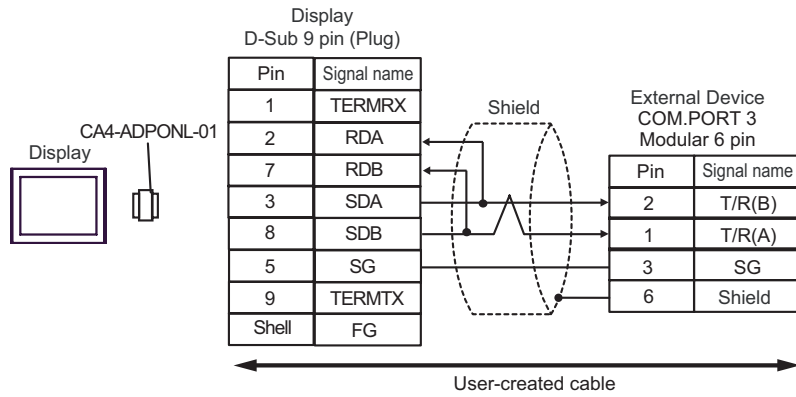 Display
D-Sub 9 pin (Plug)
Pin Signal name
1 TERMRX
2 RDA
7 RDB
3 SDA
8 SDB
5 SG
9 TERMTX
Shell FG
CA4-ADPONL-01
Display
Shield
External Device
COM.PORT 3
Modular 6 pin
Pin Signal name
2 T/R(B)
1 T/R(A)
3 SG
6 Shield
User-created cable